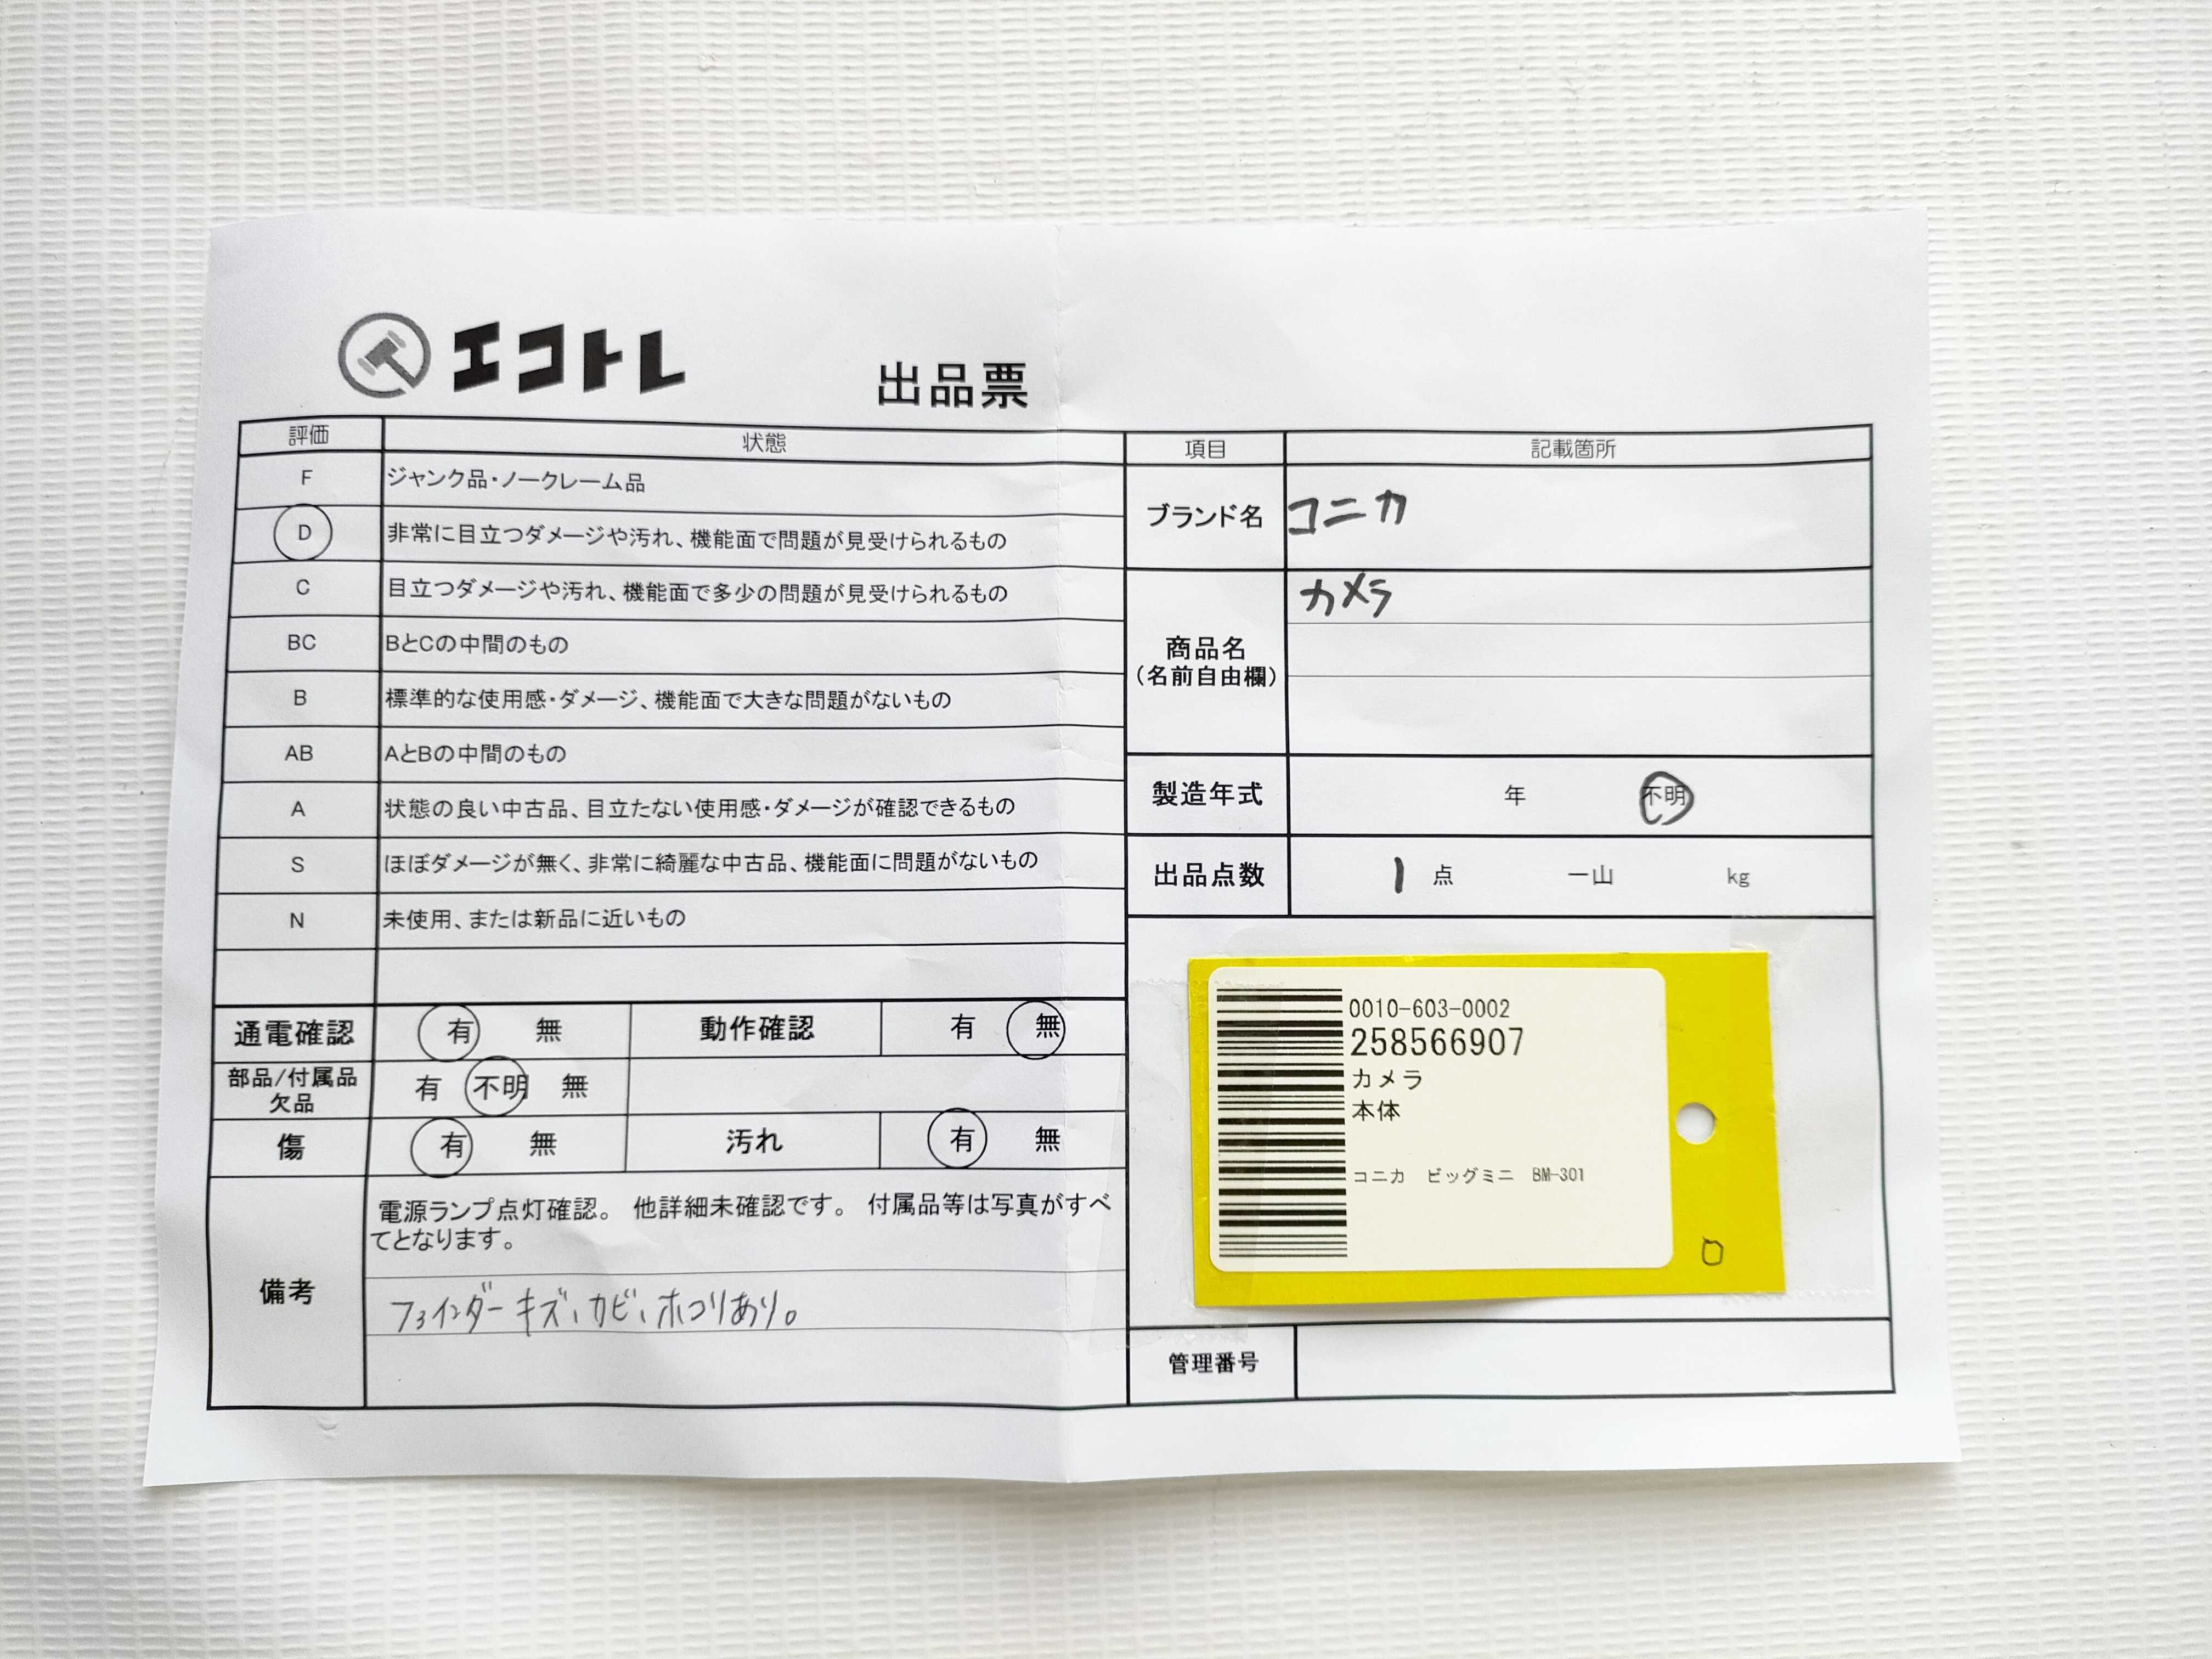 エコトレ
出品票
評価 状態
F ジャンク品・ノークレーム品
D 非常に目立つダメージや汚れ、機能面で問題が見受けられるもの
C 目立つダメージや汚れ、機能面で多少の問題が見受けられるもの
BC BとCの中間のもの
B 標準的な使用感・ダメージ、機能面で大きな問題がないもの
AB AとBの中間のもの
A 状態の良い中古品、目立たない使用感・ダメージが確認できるもの
S ほぼダメージが無く、非常に綺麗な中古品、機能面に問題がないもの
N 未使用、または新品に近いもの
通電確認 有 無 動作確認 有 無
部品/付属品
欠品 有 不明 無
傷 有 無 汚れ 有 無
備考
電源ランプ点灯確認。 他詳細未確認です。 付属品等は写真がすべ
てとなります。
ファインダー キズ、カビ、ホコリあり。
項目 記載箇所
ブランド名 コニカ
商品名
(名前自由欄)
カメラ
製造年式 年 不明
出品点数 1 点 一山 kg
0010-603-0002
258566907
カメラ
本体
コニカ ビッグミニ BM-301
管理番号